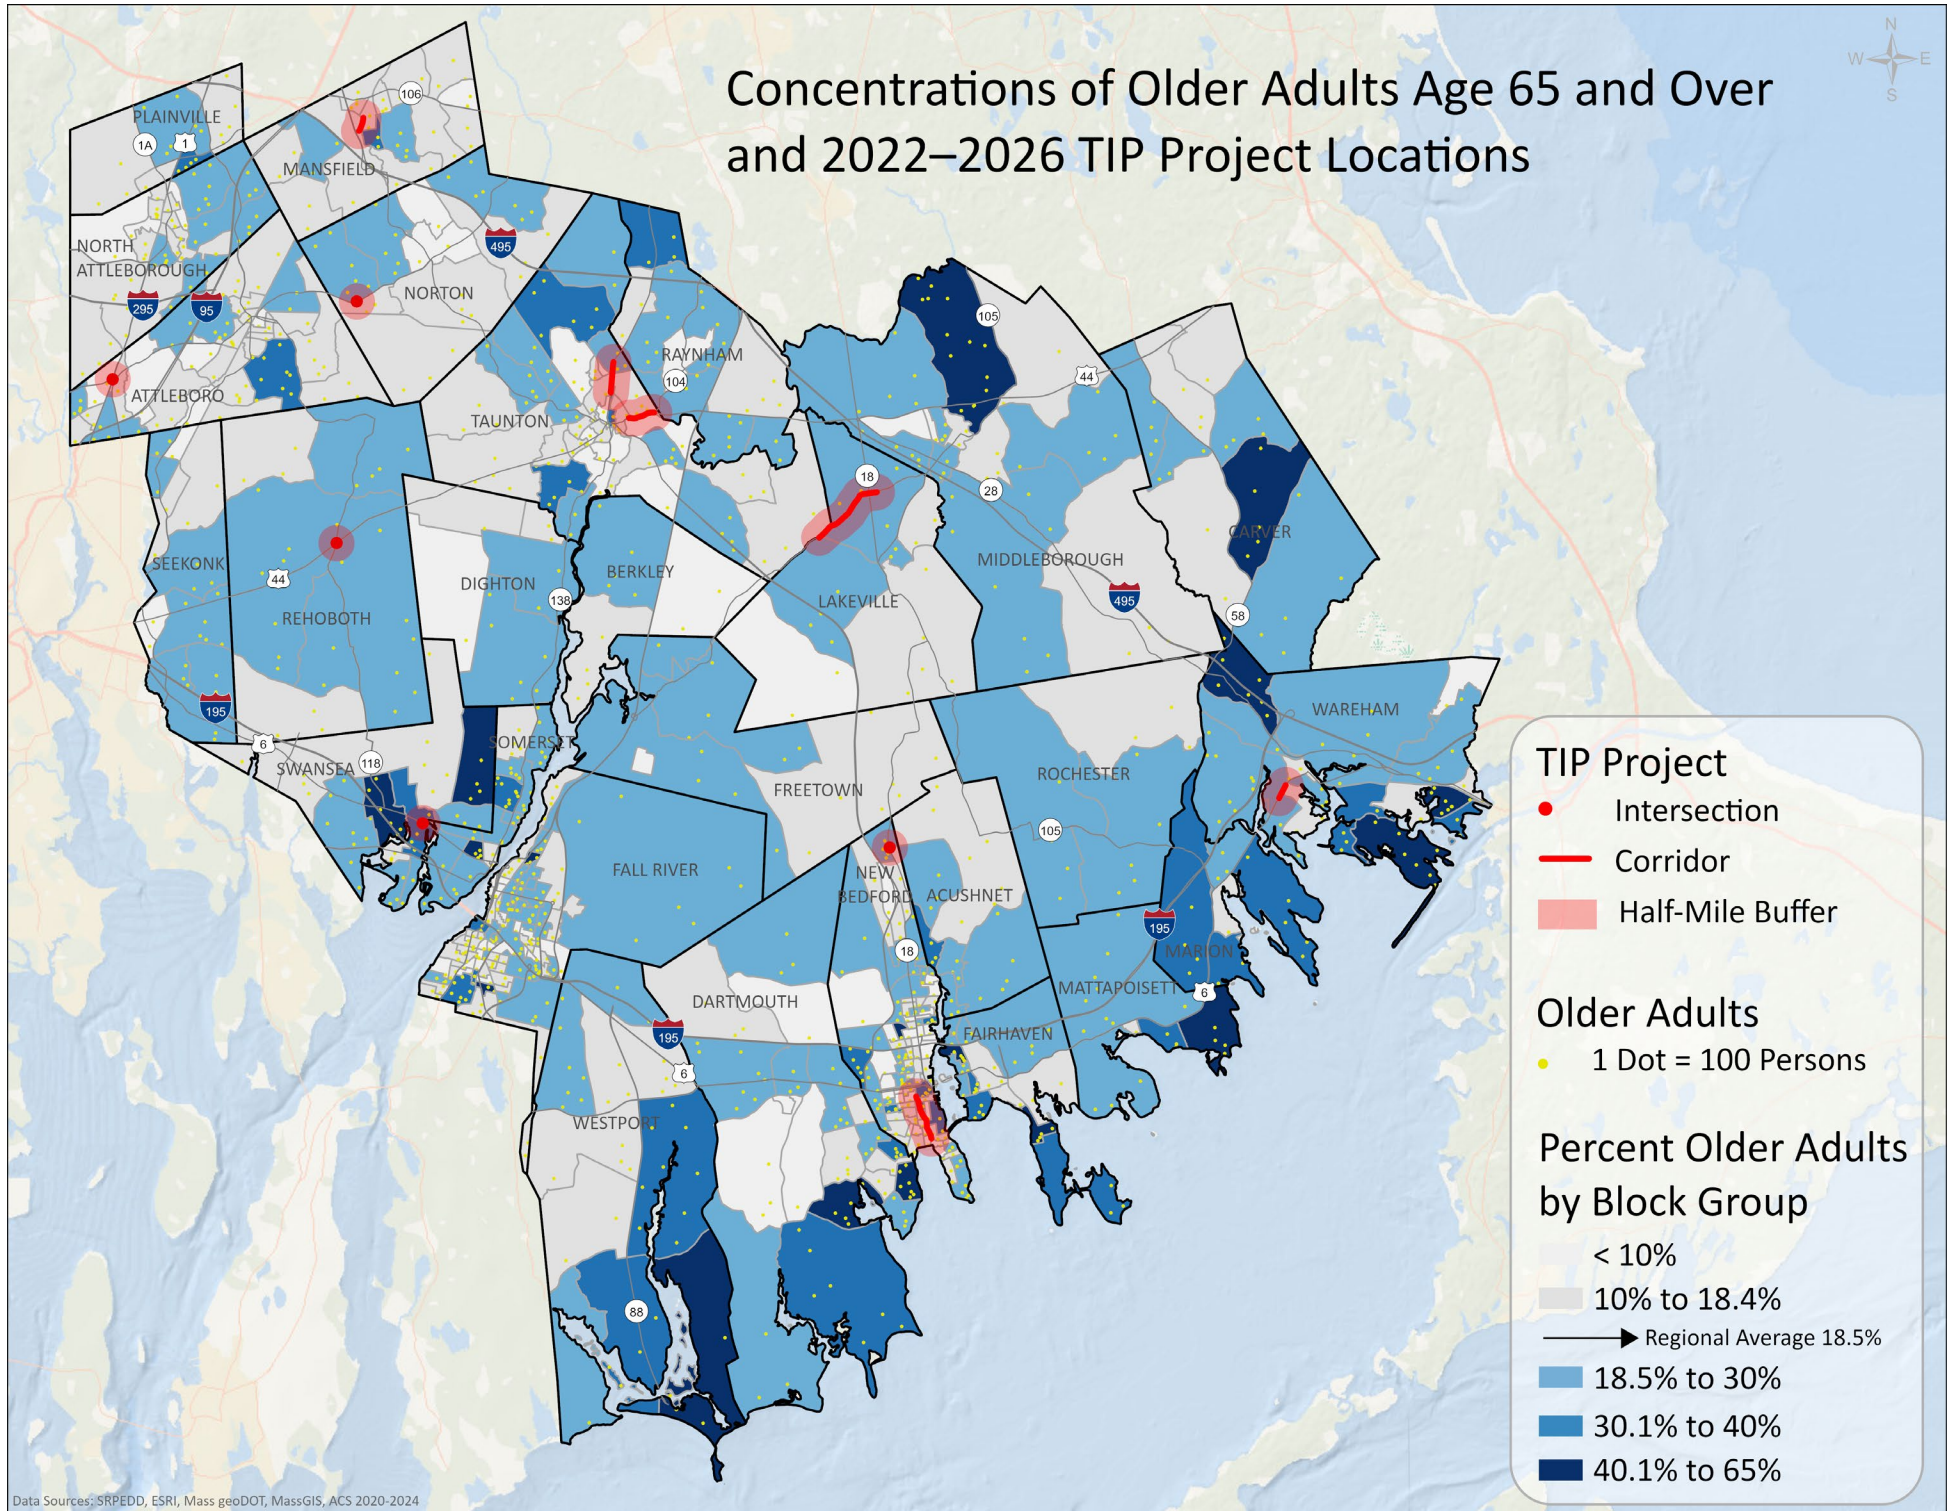 Concentrations of Older Adults Age 65 and Over
and 2022–2026 TIP Project Locations
N
W
E
S
PLAINVILLE
106
1A
1
MANSFIELD
NORTH
ATTLEBOROUGH
495
295
95
NORTON
105
RAYNHAM
104
44
ATTLEBORO
TAUNTON
18
28
CARVER
SEEKONK
44
REHOBOTH
DIGHTON
138
BERKLEY
MIDDLEBOROUGH
495
LAKEVILLE
58
195
WAREHAM
6
118
SOMERSET
SWANSEA
FREETOWN
ROCHESTER
105
FALL RIVER
NEW
BEDFORD
ACUSHNET
195
18
MARION
DARTMOUTH
MATTAPOISETT
6
195
FAIRHAVEN
6
WESTPORT
88
TIP Project
Intersection
Corridor
Half-Mile Buffer
Older Adults
1 Dot = 100 Persons
Percent Older Adults
by Block Group
< 10%
10% to 18.4%
Regional Average 18.5%
18.5% to 30%
30.1% to 40%
40.1% to 65%
Data Sources: SRPEDD, ESRI, Mass geoDOT, MassGIS, ACS 2020-2024